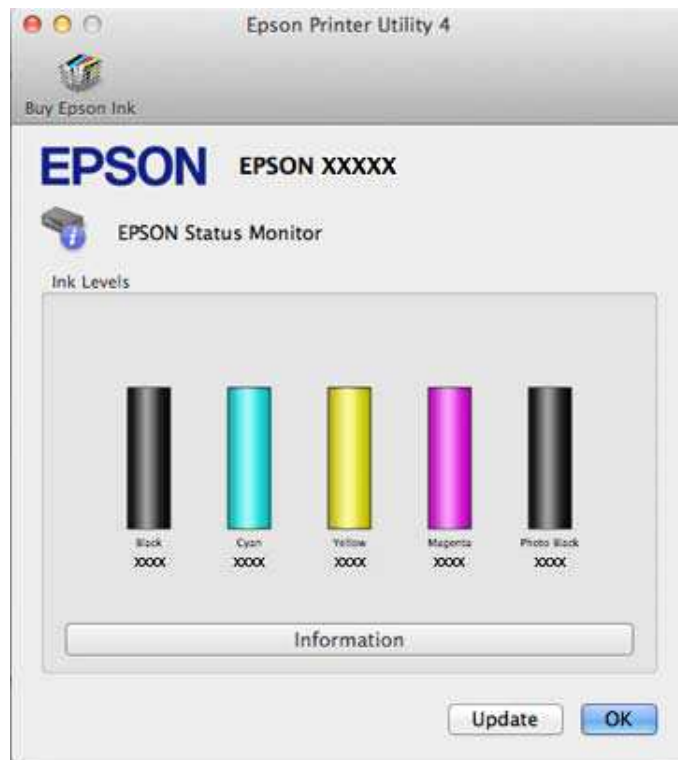 Epson Printer Utility 4
Buy Epson Ink
EPSON EPSON XXXXX
EPSON Status Monitor
Ink Levels
Black Cyan Yellow Magenta Photo Black
XXXX XXXX XXXX XXXX XXXX
Information
Update OK